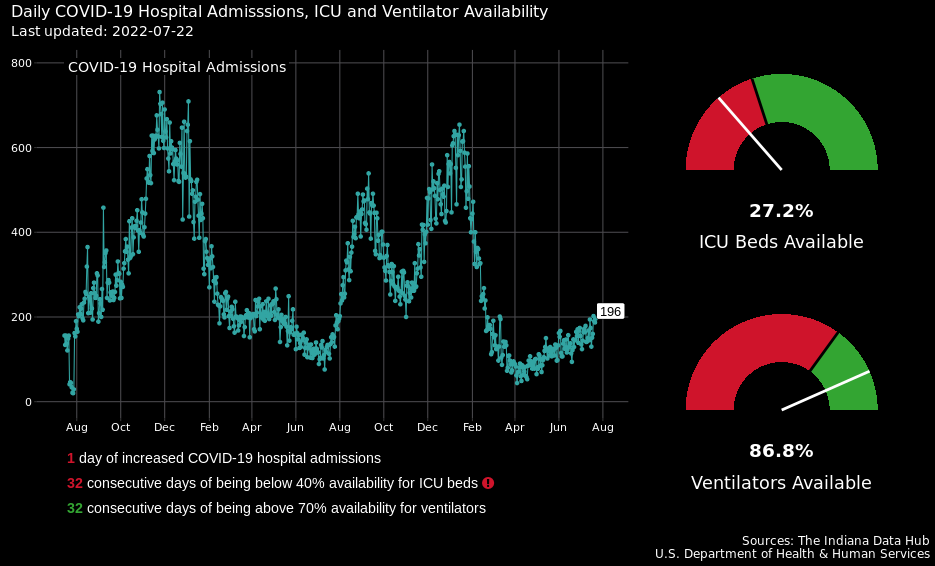 Daily COVID-19 Hospital Admisssions, ICU and Ventilator Availability
Last updated: 2022-07-22
COVID-19 Hospital Admissions
800
600
400
200
0
196
Aug Oct Dec Feb Apr Jun Aug Oct Dec Feb Apr Jun Aug
27.2%
ICU Beds Available
86.8%
Ventilators Available
1 day of increased COVID-19 hospital admissions
32 consecutive days of being below 40% availability for ICU beds !
32 consecutive days of being above 70% availability for ventilators
Sources: The Indiana Data Hub
U.S. Department of Health & Human Services